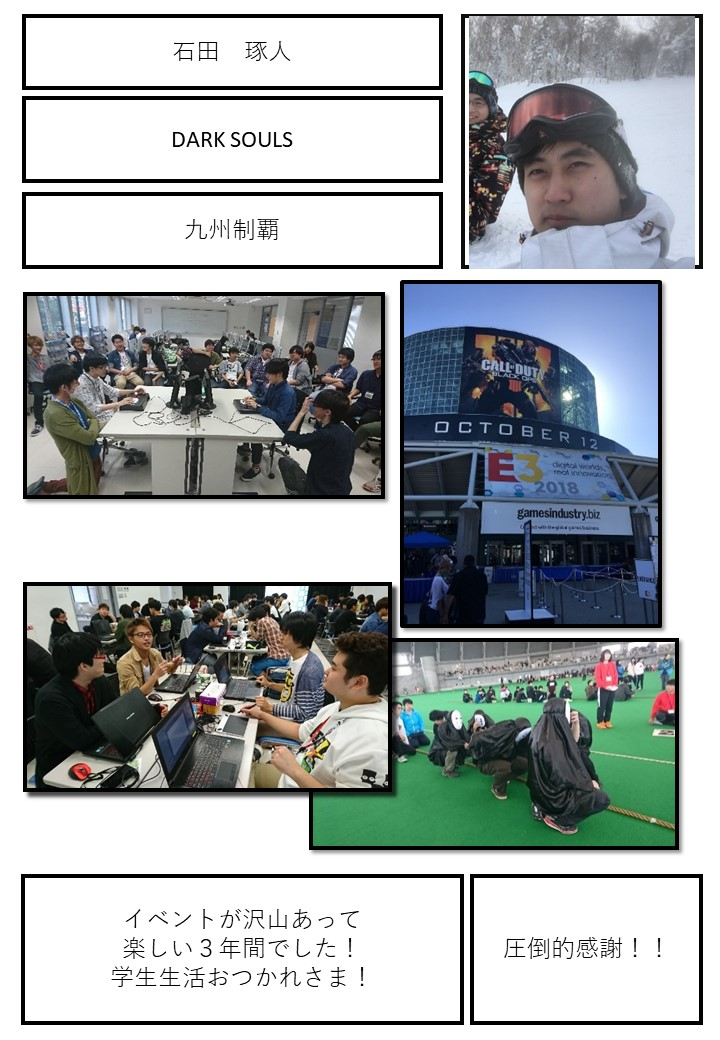 石田　琢人
DARK SOULS
九州制覇
CALL OF DUTY
BLACK OPS
IIII
OCTOBER 12
E3
digital worlds,
real innovation
2018
gamesindustry.biz
イベントが沢山あって
楽しい３年間でした！
学生生活おつかれさま！
圧倒的感謝！！